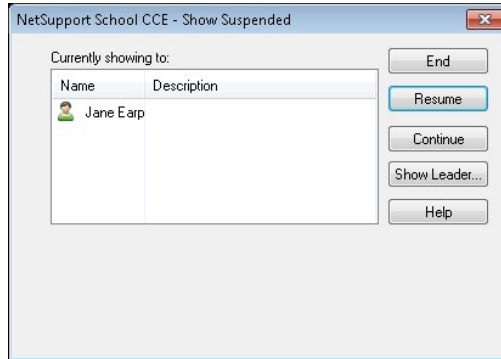 NetSupport School CCE - Show Suspended
Currently showing to:
Name Description
Jane Earp
End
Resume
Continue
Show Leader...
Help